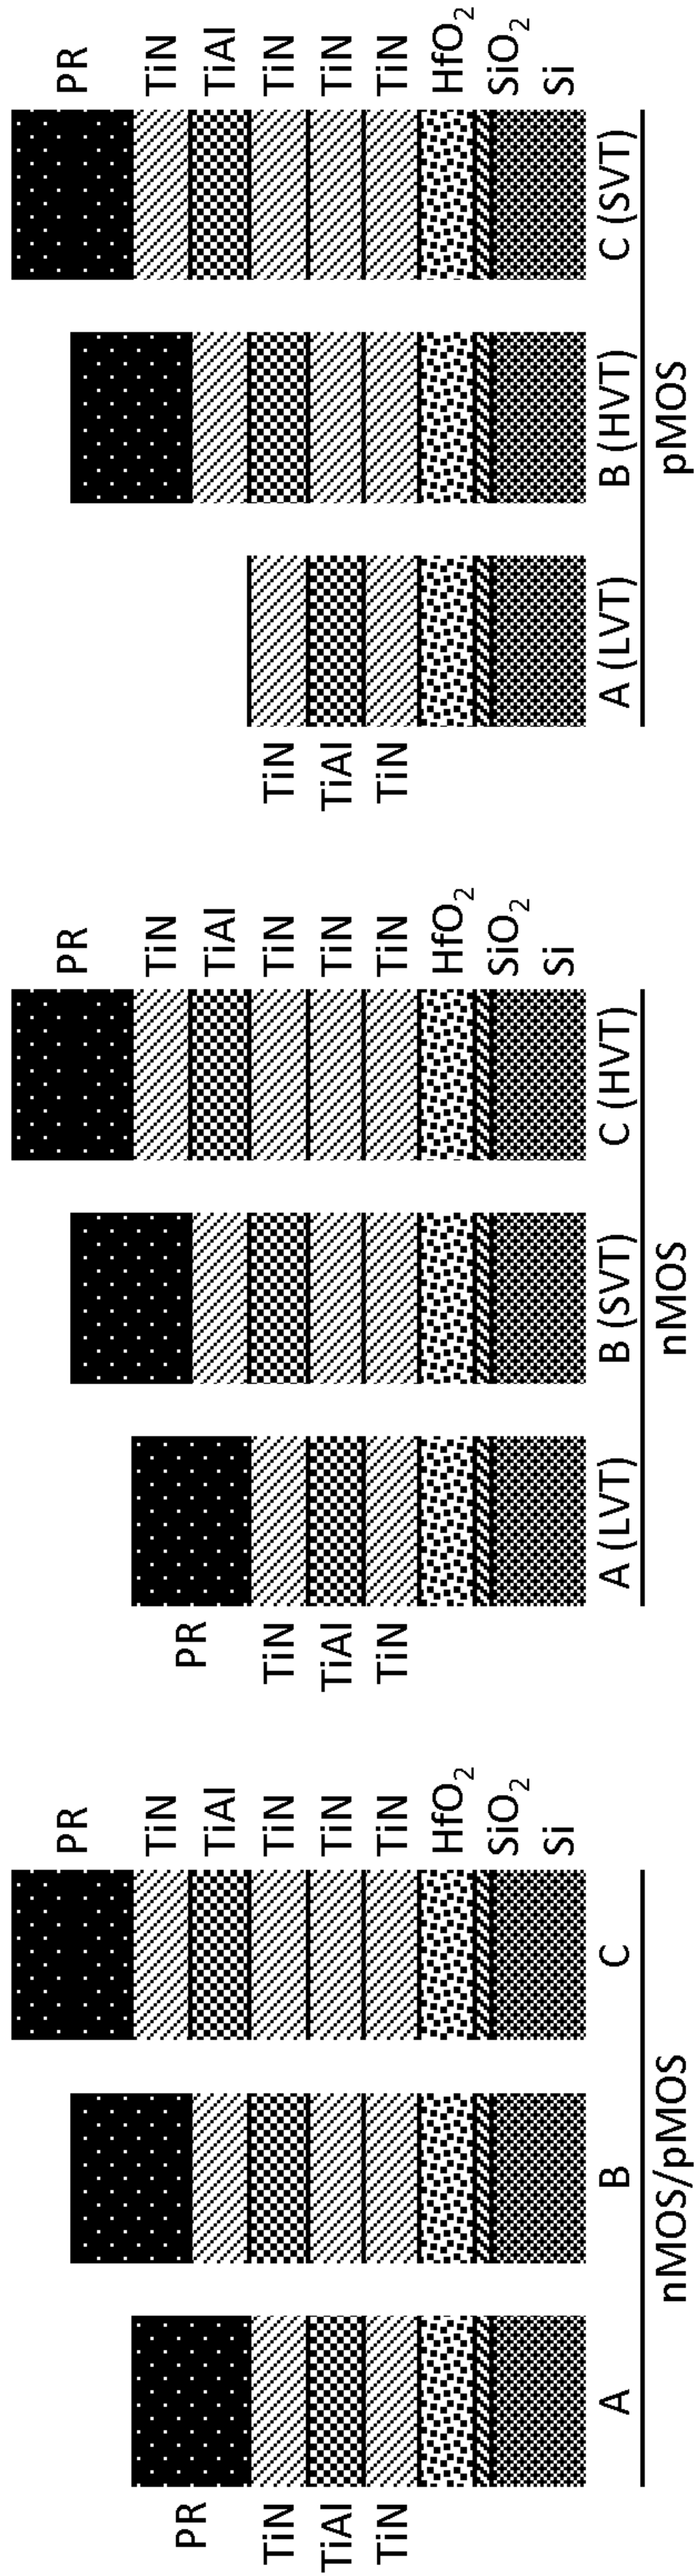 PR
TiN
TiAl
TiN
PR
TiN
TiAl
TiN
TiN
TiN
HfO₂
SiO₂
Si
A B C
nMOS/pMOS
PR
TiN
TiAl
TiN
PR
TiN
TiAl
TiN
TiN
TiN
HfO₂
SiO₂
Si
A (LVT) B (SVT) C (HVT)
nMOS
TiN
TiAl
TiN
PR
TiN
TiAl
TiN
TiN
TiN
HfO₂
SiO₂
Si
A (LVT) B (HVT) C (SVT)
pMOS